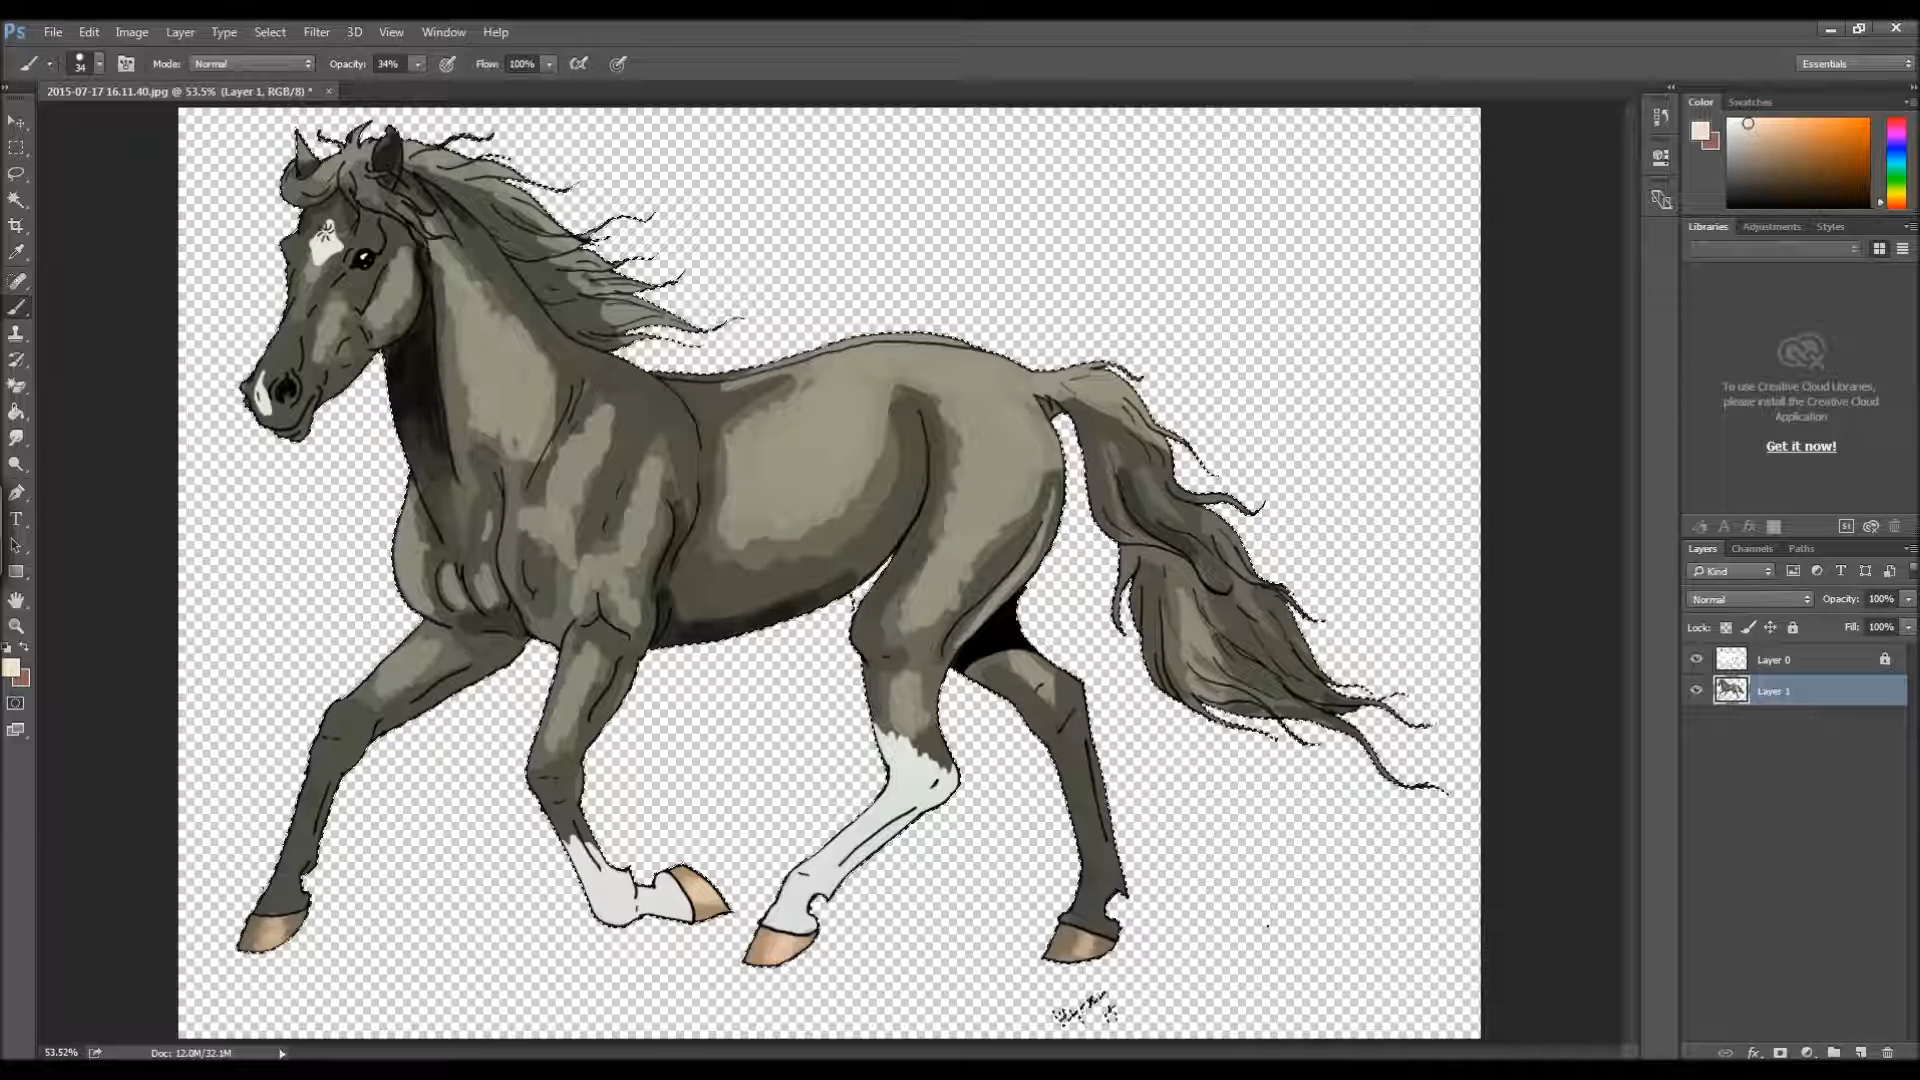 Ps File Edit Image Layer Type Select Filter 3D View Window Help
34 Mode: Normal Opacity: 34% Flow: 100% Essentials
2015-07-17 16.11.40.jpg @ 53.5% (Layer 1, RGB/8) * ×
Color Swatches
Libraries Adjustments Styles
To use Creative Cloud Libraries,
please install the Creative Cloud
Application
Get it now!
Layers Channels Paths
Kind
Normal Opacity: 100%
Lock: Fill: 100%
Layer 0
Layer 1
53.52% Doc: 12.0M/32.1M